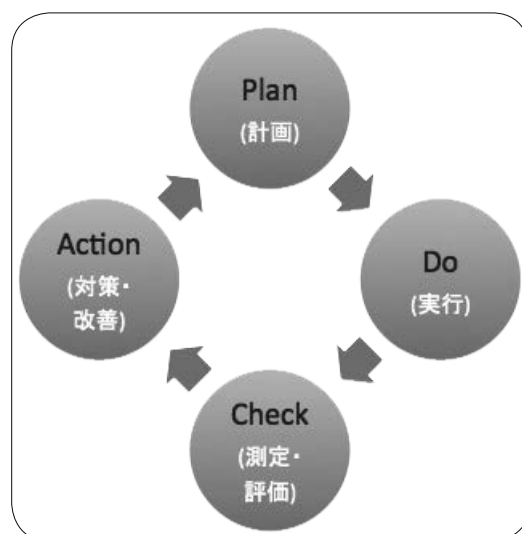 Plan
(計画)
Do
(実行)
Check
(測定・
評価)
Action
(対策・
改善)